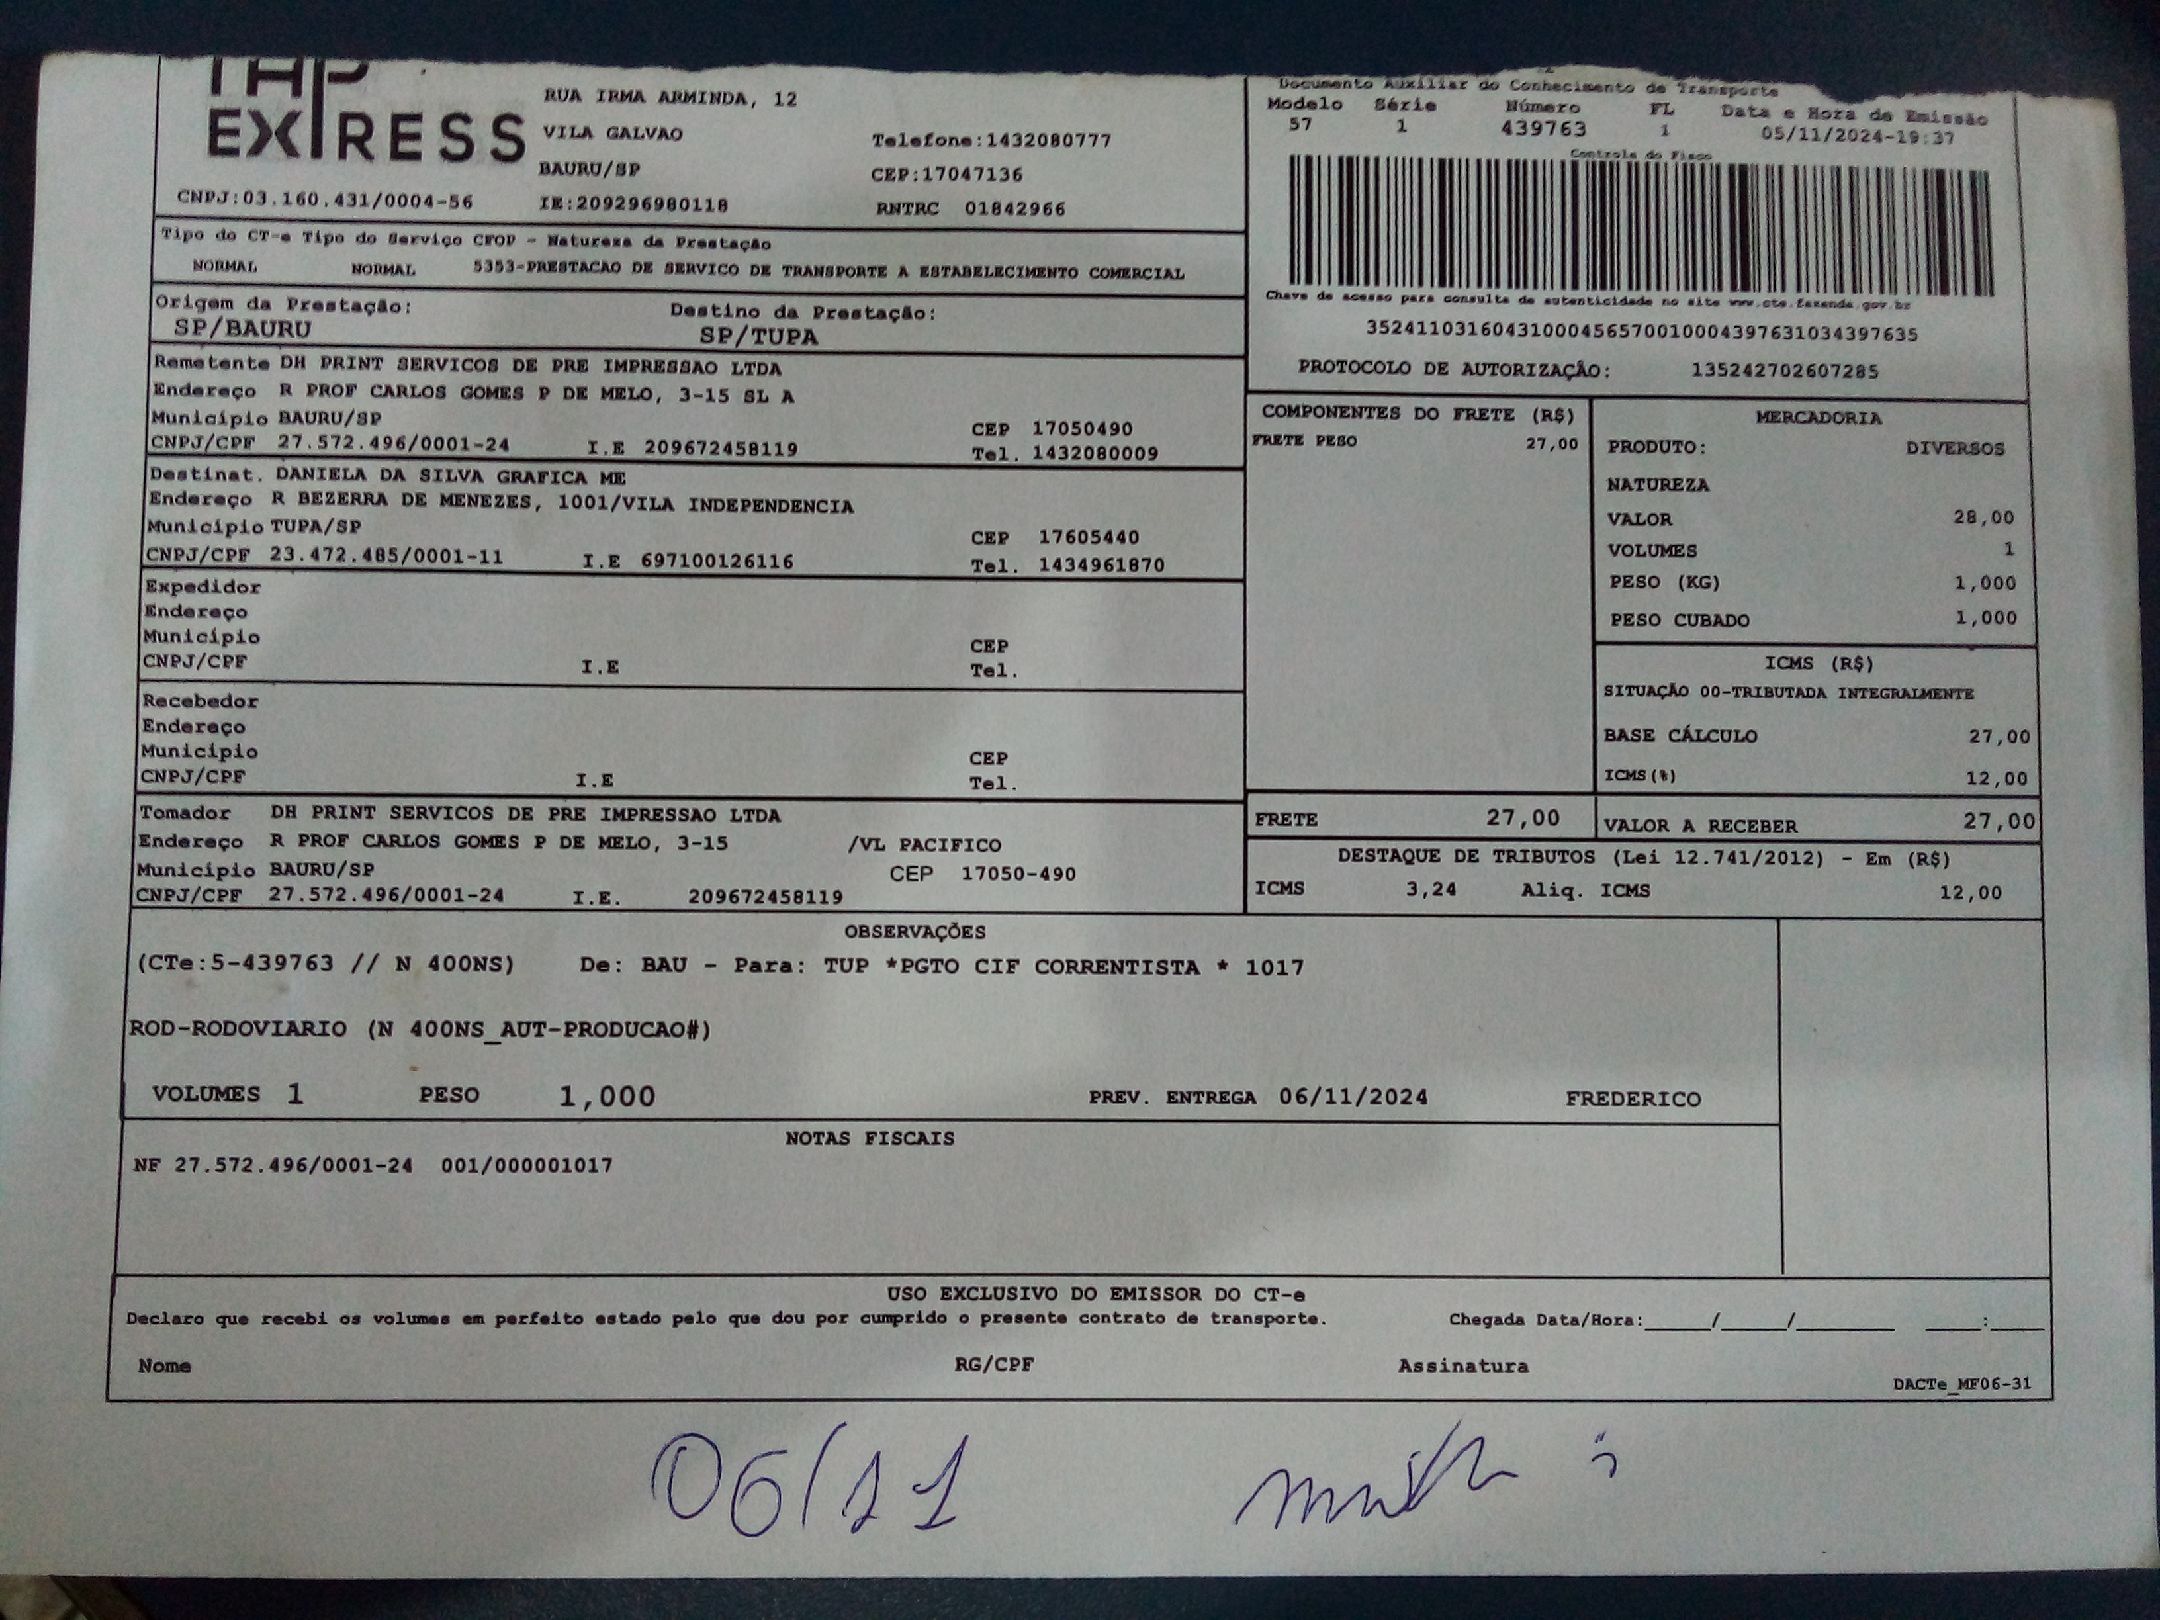 EXPRESS
RUA IRMA ARMINDA, 12
VILA GALVAO
Telefone:1432080777
BAURU/SP
CEP:17047136
CNPJ:03.160.431/0004-56
IE:209296980118
RNTRC 01842966
Documento Auxiliar do Conhecimento de Transporte
Modelo Série Número FL Data e Hora de Emissão
57 1 439763 1 05/11/2024-19:37
Controle do Fisco
Chave de acesso para consulta de autenticidade no site www.cte.fazenda.gov.br
35241103160431000456570010004397631034397635
PROTOCOLO DE AUTORIZAÇÃO: 135242702607285
Tipo do CT-e Tipo do Serviço CFOP - Natureza da Prestação
NORMAL NORMAL 5353-PRESTACAO DE SERVICO DE TRANSPORTE A ESTABELECIMENTO COMERCIAL
Origem da Prestação: Destino da Prestação:
SP/BAURU SP/TUPA
Remetente DH PRINT SERVICOS DE PRE IMPRESSAO LTDA
Endereço R PROF CARLOS GOMES P DE MELO, 3-15 SL A
Município BAURU/SP CEP 17050490
CNPJ/CPF 27.572.496/0001-24 I.E 209672458119 Tel. 1432080009
Destinat. DANIELA DA SILVA GRAFICA ME
Endereço R BEZERRA DE MENEZES, 1001/VILA INDEPENDENCIA
Município TUPA/SP CEP 17605440
CNPJ/CPF 23.472.485/0001-11 I.E 697100126116 Tel. 1434961870
Expedidor
Endereço
Município CEP
CNPJ/CPF I.E Tel.
Recebedor
Endereço
Município CEP
CNPJ/CPF I.E Tel.
Tomador DH PRINT SERVICOS DE PRE IMPRESSAO LTDA
Endereço R PROF CARLOS GOMES P DE MELO, 3-15 /VL PACIFICO
Município BAURU/SP CEP 17050-490
CNPJ/CPF 27.572.496/0001-24 I.E. 209672458119
COMPONENTES DO FRETE (R$)
FRETE PESO 27,00
MERCADORIA
PRODUTO: DIVERSOS
NATUREZA
VALOR 28,00
VOLUMES 1
PESO (KG) 1,000
PESO CUBADO 1,000
ICMS (R$)
SITUAÇÃO 00-TRIBUTADA INTEGRALMENTE
BASE CÁLCULO 27,00
ICMS(%) 12,00
FRETE 27,00 VALOR A RECEBER 27,00
DESTAQUE DE TRIBUTOS (Lei 12.741/2012) - Em (R$)
ICMS 3,24 Aliq. ICMS 12,00
OBSERVAÇÕES
(CTe:5-439763 // N 400NS) De: BAU - Para: TUP *PGTO CIF CORRENTISTA * 1017
ROD-RODOVIARIO (N 400NS_AUT-PRODUCAO#)
VOLUMES 1 PESO 1,000 PREV. ENTREGA 06/11/2024 FREDERICO
NOTAS FISCAIS
NF 27.572.496/0001-24 001/000001017
USO EXCLUSIVO DO EMISSOR DO CT-e
Declaro que recebi os volumes em perfeito estado pelo que dou por cumprido o presente contrato de transporte. Chegada Data/Hora:_____/_____/_______ ____:____
Nome RG/CPF Assinatura
DACTe_MF06-31
06/11